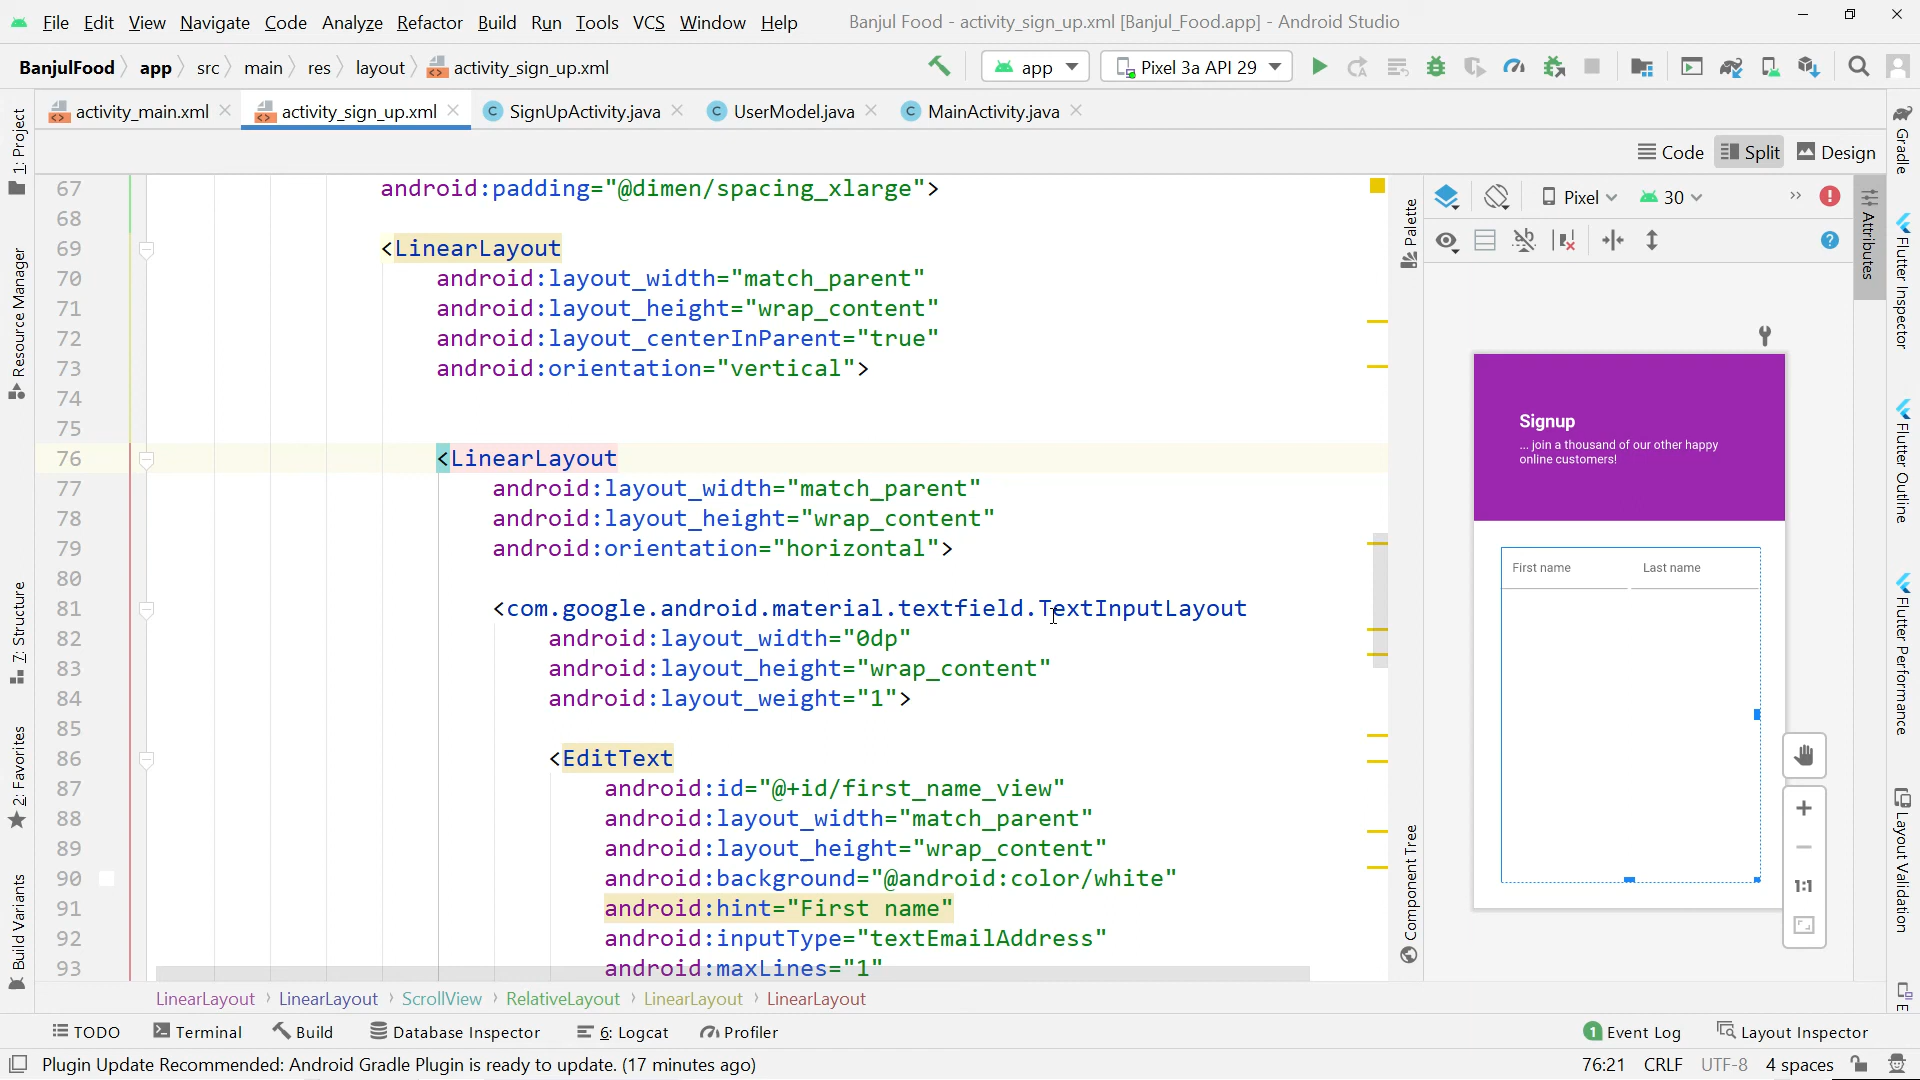 File Edit View Navigate Code Analyze Refactor Build Run Tools VCS Window Help Banjul Food - activity_sign_up.xml [Banjul_Food.app] - Android Studio
BanjulFood app src main res layout activity_sign_up.xml app Pixel 3a API 29
activity_main.xml activity_sign_up.xml SignUpActivity.java UserModel.java MainActivity.java
Code Split Design
67 android:padding="@dimen/spacing_xlarge">
68
69 <LinearLayout
70 android:layout_width="match_parent"
71 android:layout_height="wrap_content"
72 android:layout_centerInParent="true"
73 android:orientation="vertical">
74
75
76 <LinearLayout
77 android:layout_width="match_parent"
78 android:layout_height="wrap_content"
79 android:orientation="horizontal">
80
81 <com.google.android.material.textfield.TextInputLayout
82 android:layout_width="0dp"
83 android:layout_height="wrap_content"
84 android:layout_weight="1">
85
86 <EditText
87 android:id="@+id/first_name_view"
88 android:layout_width="match_parent"
89 android:layout_height="wrap_content"
90 android:background="@android:color/white"
91 android:hint="First name"
92 android:inputType="textEmailAddress"
93 android:maxLines="1"
LinearLayout LinearLayout ScrollView RelativeLayout LinearLayout LinearLayout
1: Project
Resource Manager
7: Structure
2: Favorites
Build Variants
Palette
Component Tree
Pixel 30 »
Signup
... join a thousand of our other happy
online customers!
First name Last name
1:1
Attributes
Gradle
Flutter Inspector
Flutter Outline
Flutter Performance
Layout Validation
E
TODO Terminal Build Database Inspector 6: Logcat Profiler 1 Event Log Layout Inspector
Plugin Update Recommended: Android Gradle Plugin is ready to update. (17 minutes ago) 76:21 CRLF UTF-8 4 spaces